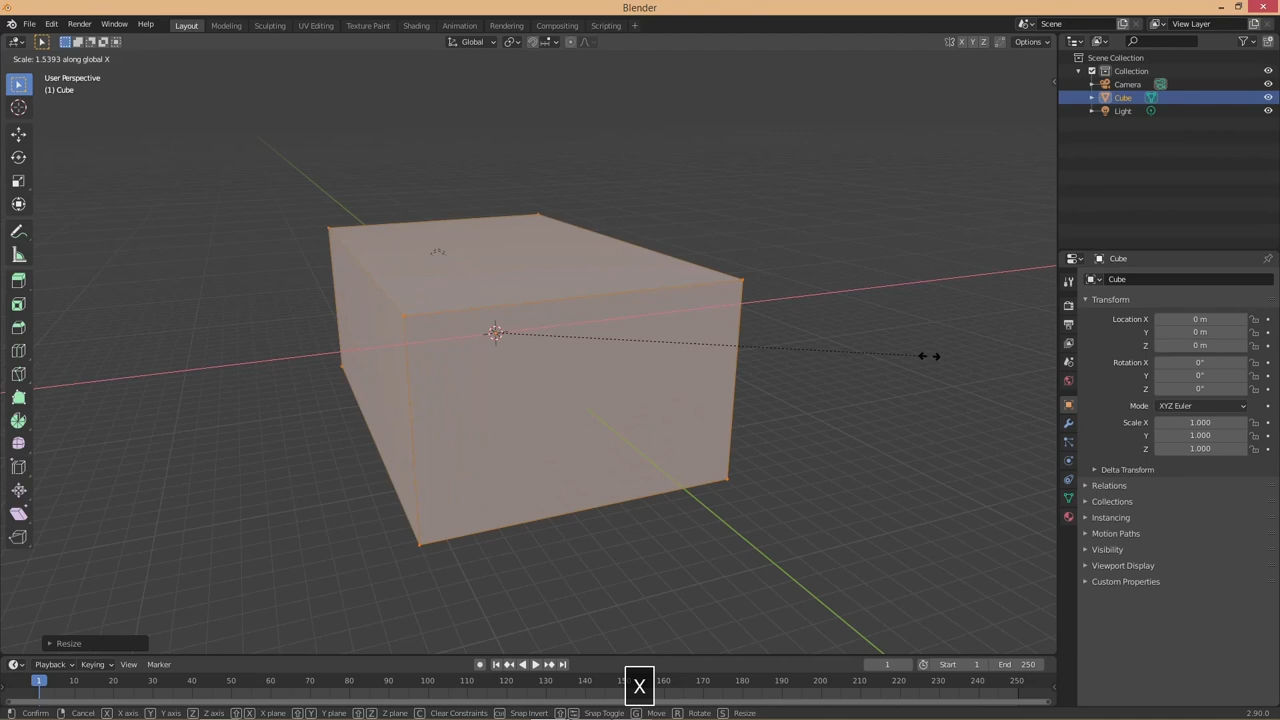 Blender
File Edit Render Window Help Layout Modeling Sculpting UV Editing Texture Paint Shading Animation Rendering Compositing Scripting Scene View Layer
Global X Y Z Options
Scale: 1.5393 along global X
User Perspective
(1) Cube
Scene Collection
Collection
Camera
Cube
Light
Cube
Cube
Transform
Location X 0 m
Y 0 m
Z 0 m
Rotation X 0°
Y 0°
Z 0°
Mode XYZ Euler
Scale X 1.000
Y 1.000
Z 1.000
Delta Transform
Relations
Collections
Instancing
Motion Paths
Visibility
Viewport Display
Custom Properties
Resize
Playback Keying View Marker 1 Start 1 End 250
1 10 20 30 40 50 60 70 80 90 100 110 120 130 140 160 170 180 190 200 210 220 230 240 250
X
Confirm Cancel X X axis Y Y axis Z Z axis X X plane Y Y plane Z Z plane C Clear Constraints Ctrl Snap Invert Snap Toggle G Move R Rotate S Resize 2.90.0